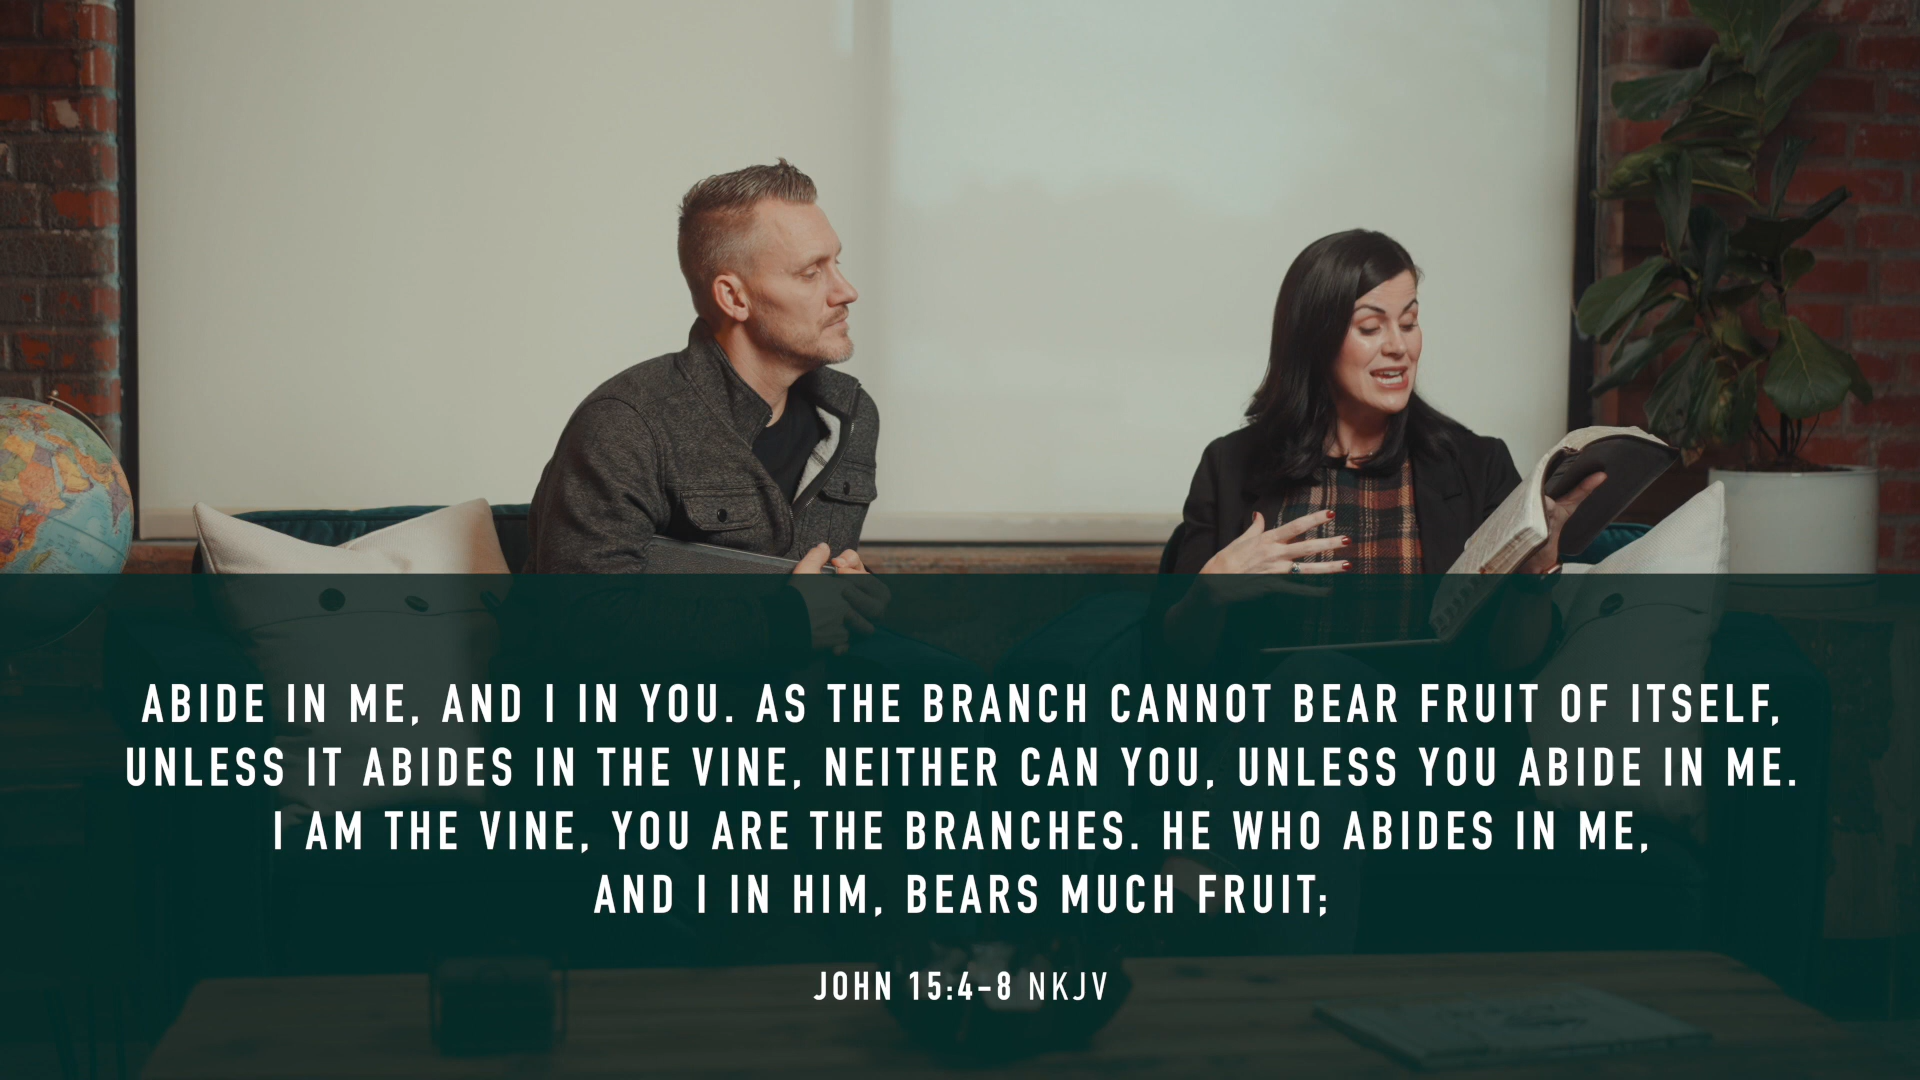 ABIDE IN ME, AND I IN YOU. AS THE BRANCH CANNOT BEAR FRUIT OF ITSELF,
UNLESS IT ABIDES IN THE VINE, NEITHER CAN YOU, UNLESS YOU ABIDE IN ME.
I AM THE VINE, YOU ARE THE BRANCHES. HE WHO ABIDES IN ME,
AND I IN HIM, BEARS MUCH FRUIT;
JOHN 15:4-8 NKJV